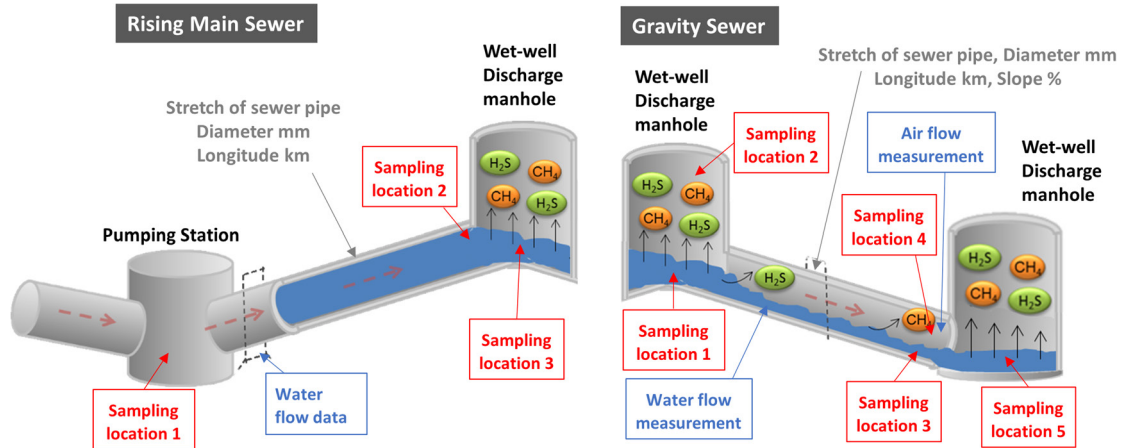 Rising Main Sewer
Wet-well
Discharge
manhole
Stretch of sewer pipe
Diameter mm
Longitude km
Sampling
location 2
H₂S
CH₄
CH₄
H₂S
Pumping Station
Sampling
location 3
Sampling
location 1
Water
flow data
Gravity Sewer
Stretch of sewer pipe, Diameter mm
Longitude km, Slope %
Wet-well
Discharge
manhole
Sampling
location 2
Air flow
measurement
Wet-well
Discharge
manhole
H₂S
CH₄
CH₄
H₂S
Sampling
location 4
H₂S
CH₄
H₂S
CH₄
CH₄
H₂S
Sampling
location 1
Water flow
measurement
Sampling
location 3
Sampling
location 5